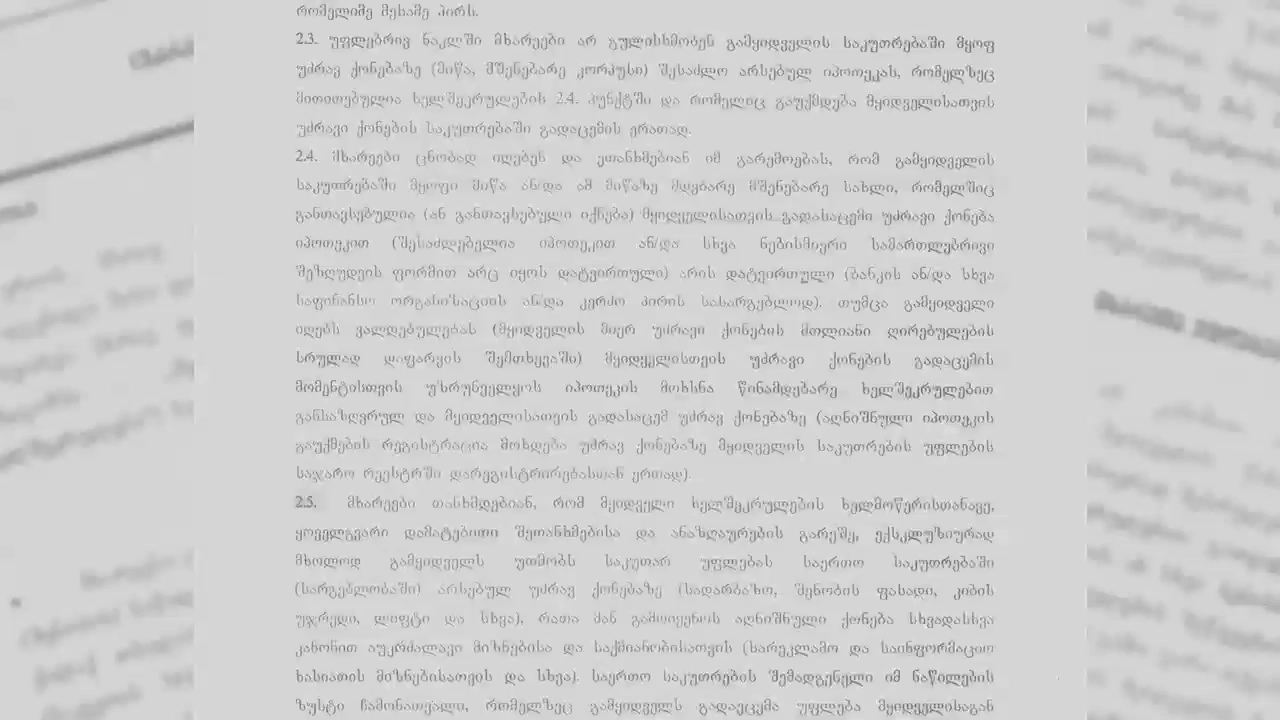 რომელიმე მესამე პირს.
2.3. უფლებრივ ნაკლში მხარეები არ გულისხმობენ გამყიდველის საკუთრებაში მყოფ
უძრავ ქონებაზე (მიწა, მშენებარე კორპუსი) შესაძლო არსებულ იპოთეკას, რომელზეც
მითითებულია ხელშეკრულების 2.4. პუნქტში და რომელიც გაუქმდება მყიდველისათვის
უძრავი ქონების საკუთრებაში გადაცემის ერთად.
2.4. მხარეები ცნობად იღებენ და ეთანხმებიან იმ გარემოებას, რომ გამყიდველის
საკუთრებაში მყოფი მიწა ან/და ამ მიწაზე მდებარე მშენებარე სახლი, რომელშიც
განთავსებულია (ან განთავსებული იქნება) მყიდველისათვის გადასაცემი უძრავი ქონება
იპოთეკით (შესაძლებელია იპოთეკით ან/და სხვა ნებისმიერი სამართლებრივი
შეზღუდვის ფორმით არც იყოს დატვირთული) არის დატვირთული (ბანკის ან/და სხვა
საფინანსო ორგანიზაციის ან/და კერძო პირის სასარგებლოდ). თუმცა გამყიდველი
იღებს ვალდებულებას (მყიდველის მიერ უძრავი ქონების მთლიანი ღირებულების
სრულად დაფარვის შემთხვევაში) მყიდველისთვის უძრავი ქონების გადაცემის
მომენტისთვის უზრუნველყოს იპოთეკის მოხსნა წინამდებარე ხელშეკრულებით
განსაზღვრულ და მყიდველისათვის გადასაცემ უძრავ ქონებაზე (აღნიშნული იპოთეკის
გაუქმების რეგისტრაცია მოხდება უძრავ ქონებაზე მყიდველის საკუთრების უფლების
საჯარო რეესტრში დარეგისტრირებასთან ერთად).
2.5. მხარეები თანხმდებიან, რომ მყიდველი ხელშეკრულების ხელმოწერისთანავე,
ყოველგვარი დამატებითი შეთანხმებისა და ანაზღაურების გარეშე, ექსკლუზიურად
მხოლოდ გამყიდველს უთმობს საკუთარ უფლებას საერთო საკუთრებაში
(სარგებლობაში) არსებულ უძრავ ქონებაზე (სადარბაზო, შენობის ფასადი, კიბის
უჯრედი, ლიფტი და სხვა), რათა მან გამოიყენოს აღნიშნული ქონება სხვადასხვა
კანონით აუკრძალავი მიზნებისა და საქმიანობისათვის (სარეკლამო და საინფორმაციო
ხასიათის მიზნებისათვის და სხვა). საერთო საკუთრების შემადგენელი იმ ნაწილების
ზუსტი ჩამონათვალი, რომელზეც გამყიდველს გადაეცემა უფლება მყიდველისაგან